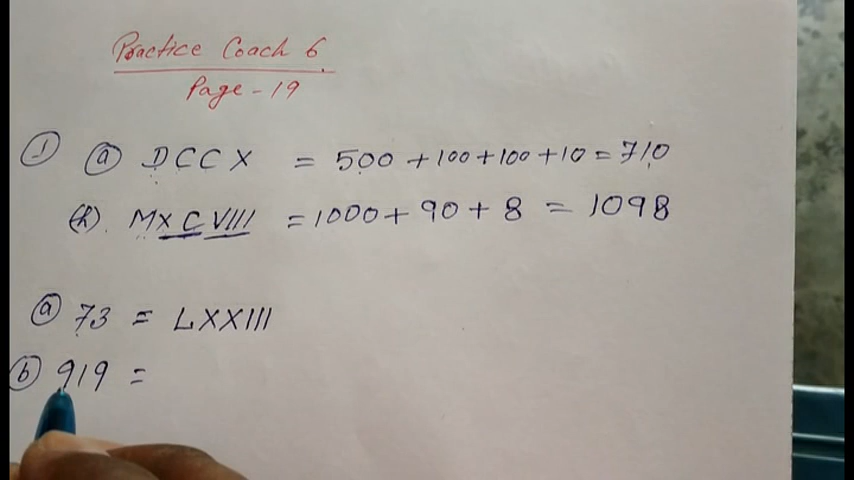 Practice Coach 6
Page - 19
1 a DCCX = 500 + 100 + 100 + 10 = 710
(h). MXCVIII = 1000 + 90 + 8 = 1098
a 73 = LXXIII
b 919 =